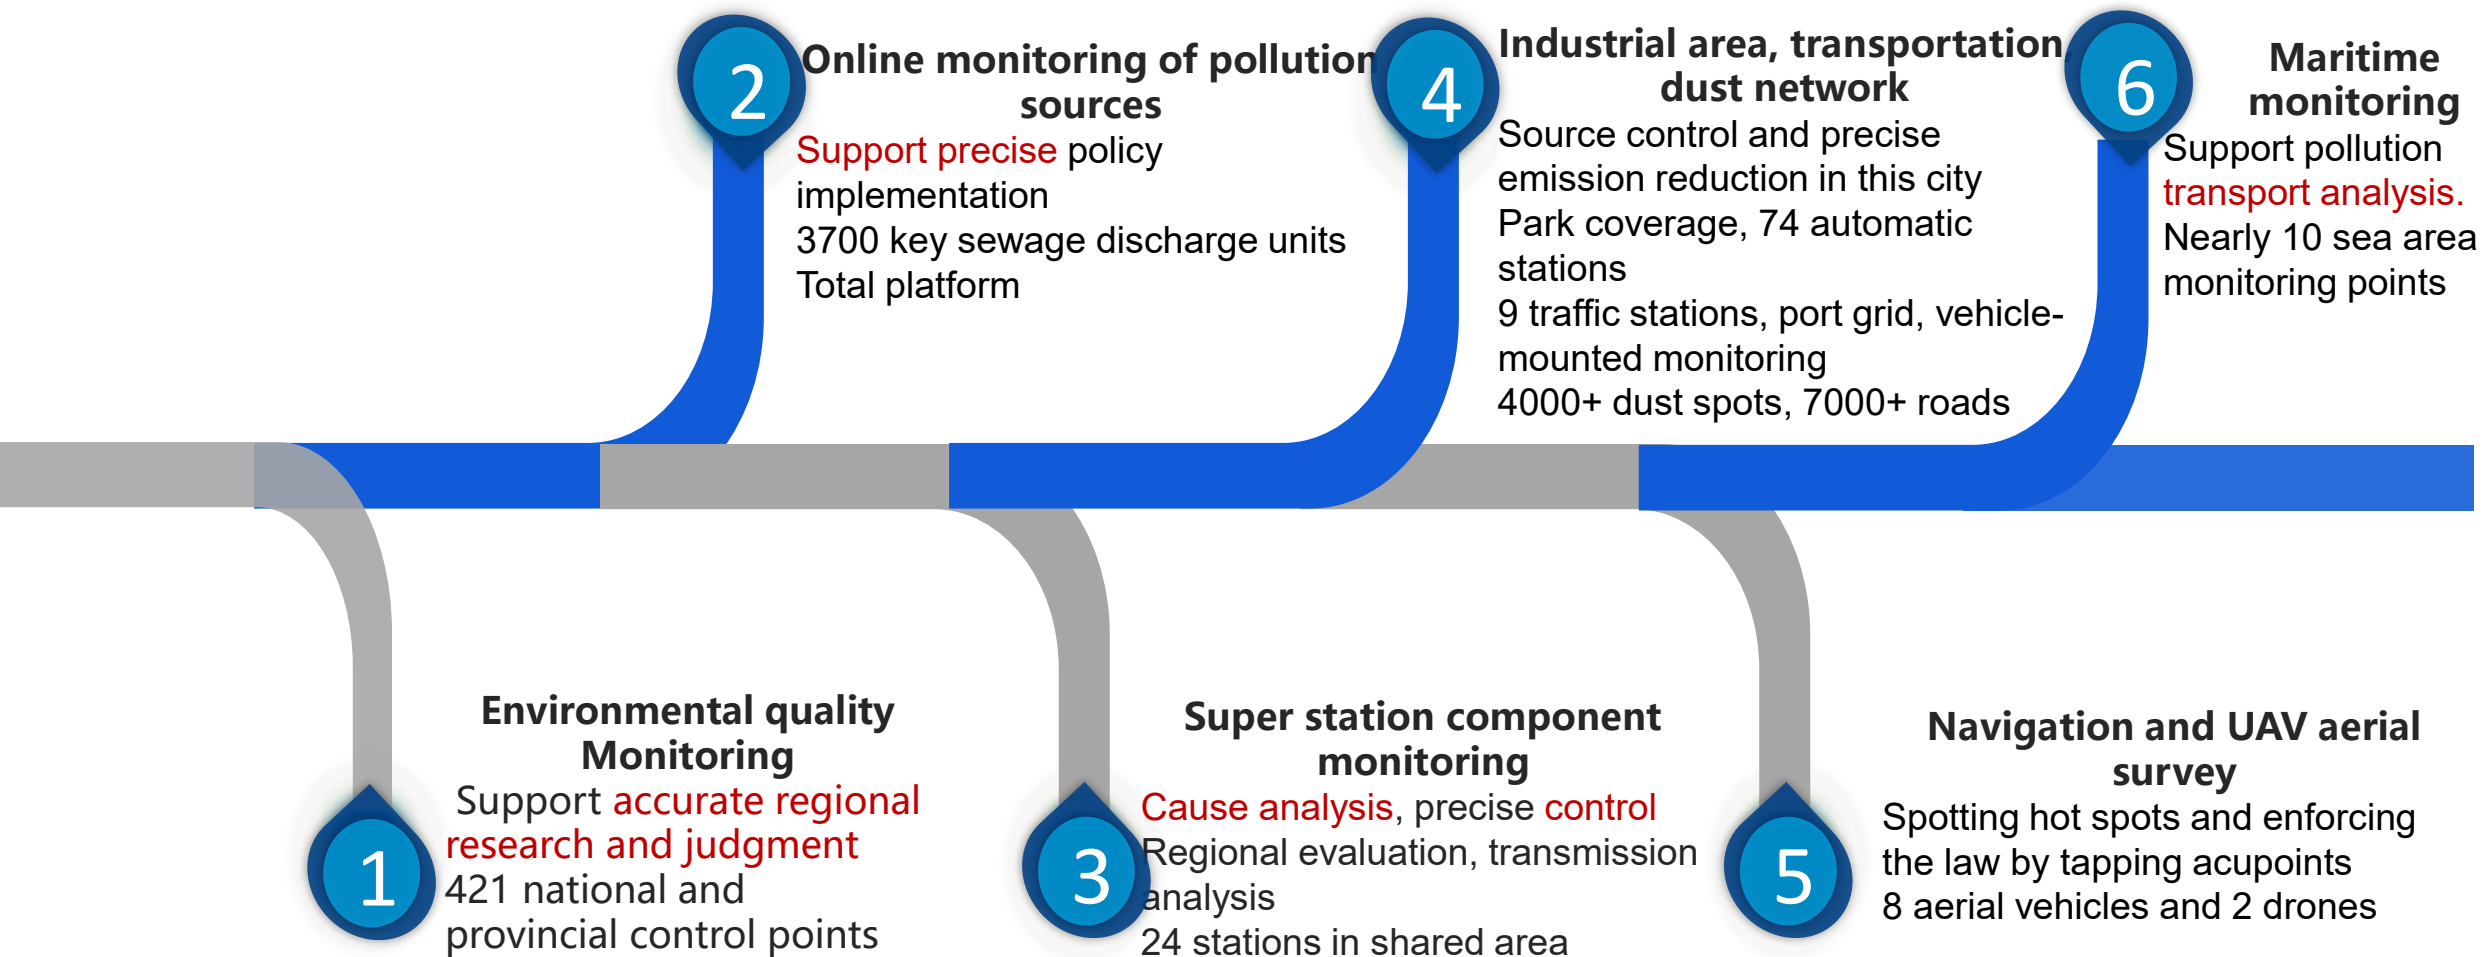 2
Online monitoring of pollution
sources
Support precise policy
implementation
3700 key sewage discharge units
Total platform
4
Industrial area, transportation,
dust network
Source control and precise
emission reduction in this city
Park coverage, 74 automatic
stations
9 traffic stations, port grid, vehicle-
mounted monitoring
4000+ dust spots, 7000+ roads
6
Maritime
monitoring
Support pollution
transport analysis.
Nearly 10 sea area
monitoring points
1
Environmental quality
Monitoring
Support accurate regional
research and judgment
421 national and
provincial control points
3
Super station component
monitoring
Cause analysis, precise control
Regional evaluation, transmission
analysis
24 stations in shared area
5
Navigation and UAV aerial
survey
Spotting hot spots and enforcing
the law by tapping acupoints
8 aerial vehicles and 2 drones